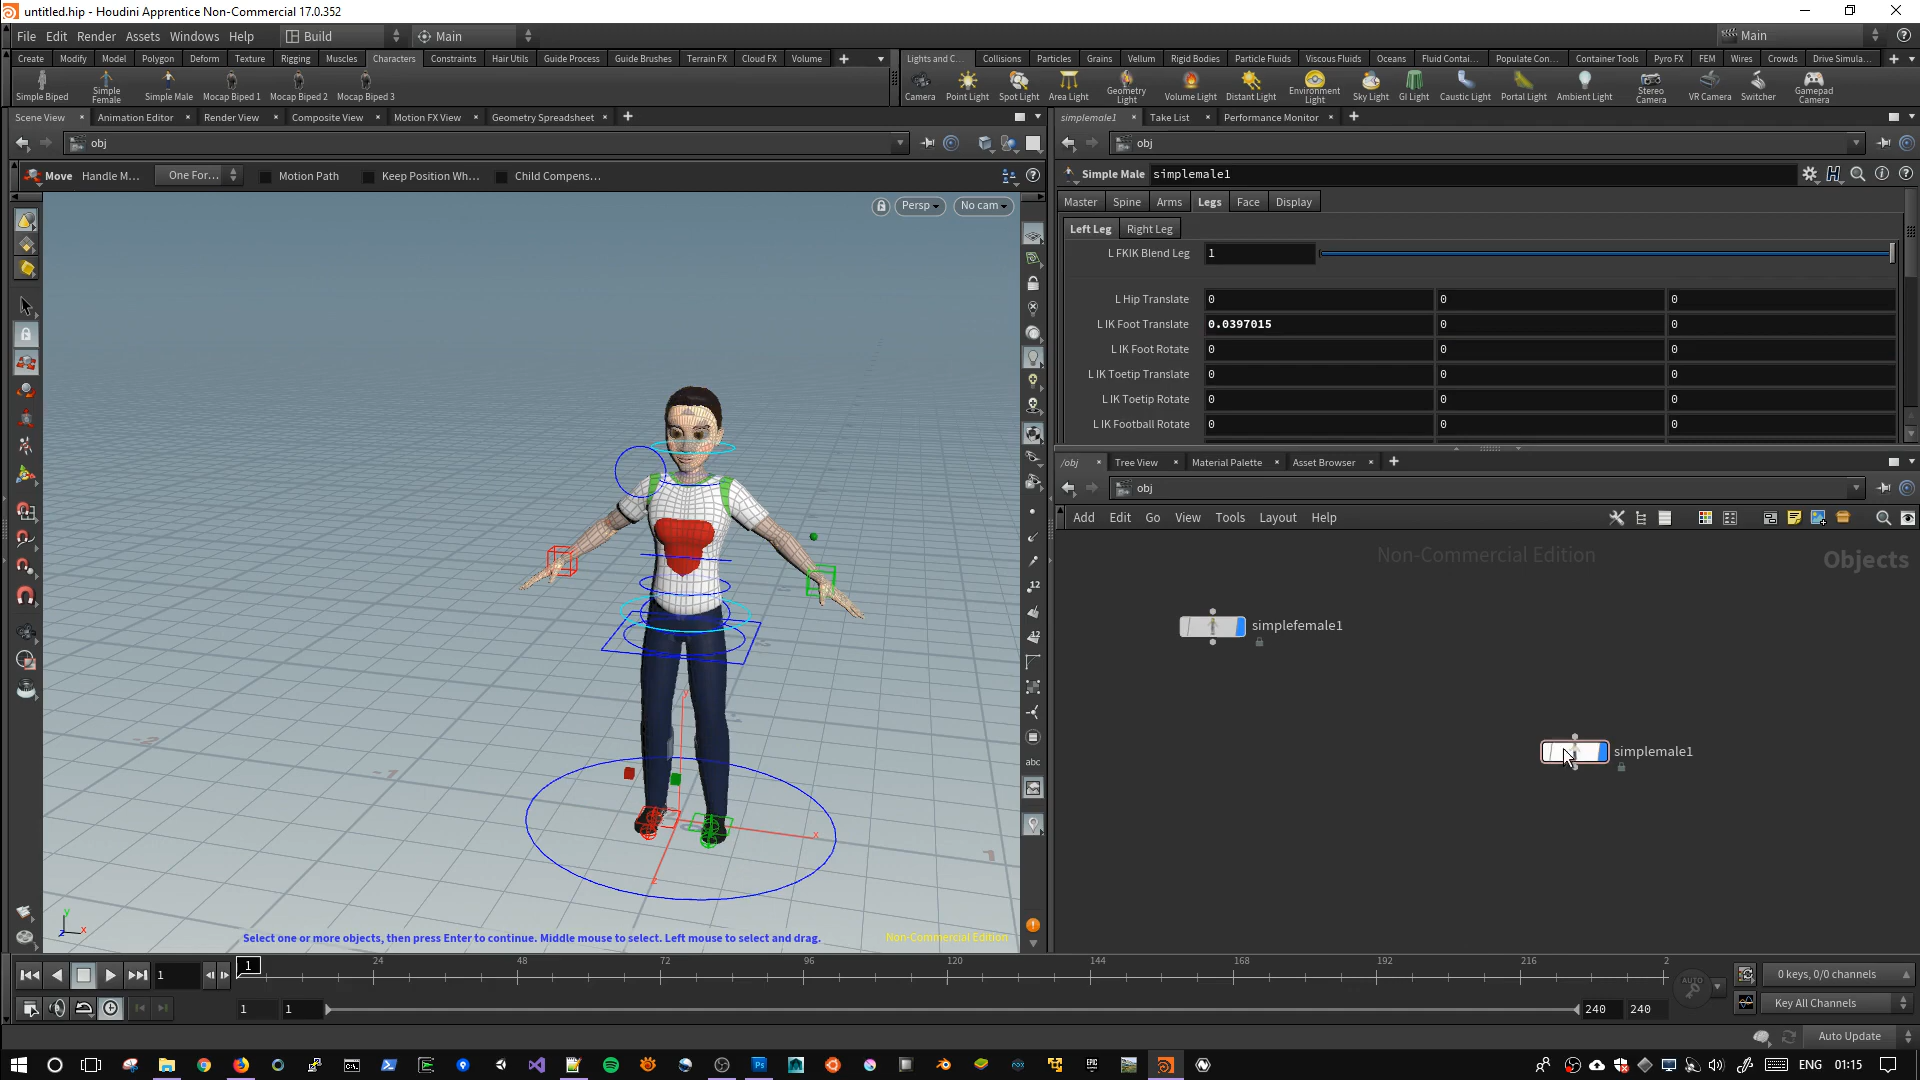 untitled.hip - Houdini Apprentice Non-Commercial 17.0.352
File Edit Render Assets Windows Help Build Main Main
Create Modify Model Polygon Deform Texture Rigging Muscles Characters Constraints Hair Utils Guide Process Guide Brushes Terrain FX Cloud FX Volume
Lights and C... Collisions Particles Grains Vellum Rigid Bodies Particle Fluids Viscous Fluids Oceans Fluid Contai... Populate Con... Container Tools Pyro FX FEM Wires Crowds Drive Simula...
Simple Biped Simple Female Simple Male Mocap Biped 1 Mocap Biped 2 Mocap Biped 3
Camera Point Light Spot Light Area Light Geometry Light Volume Light Distant Light Environment Light Sky Light GI Light Caustic Light Portal Light Ambient Light Stereo Camera VR Camera Switcher Gamepad Camera
Scene View Animation Editor Render View Composite View Motion FX View Geometry Spreadsheet
simplemale1 Take List Performance Monitor
obj
obj
Move Handle M... One For... Motion Path Keep Position Wh... Child Compens...
Simple Male simplemale1
Master Spine Arms Legs Face Display
Persp No cam
Left Leg Right Leg
L FKIK Blend Leg 1
L Hip Translate 0 0 0
L IK Foot Translate 0.0397015 0 0
L IK Foot Rotate 0 0 0
L IK Toetip Translate 0 0 0
L IK Toetip Rotate 0 0 0
L IK Football Rotate 0 0 0
/obj Tree View Material Palette Asset Browser
obj
Add Edit Go View Tools Layout Help
Non-Commercial Edition Objects
simplefemale1
simplemale1
.12
12
abc
-2
-1
1
y
x
z
y
z x
Select one or more objects, then press Enter to continue. Middle mouse to select. Left mouse to select and drag.
Non-Commercial Edition
1 1 24 48 72 96 120 144 168 192 216 2
AUTO 0 keys, 0/0 channels
1 1 240 240 Key All Channels
Auto Update
C:\ EPIC ENG 01:15